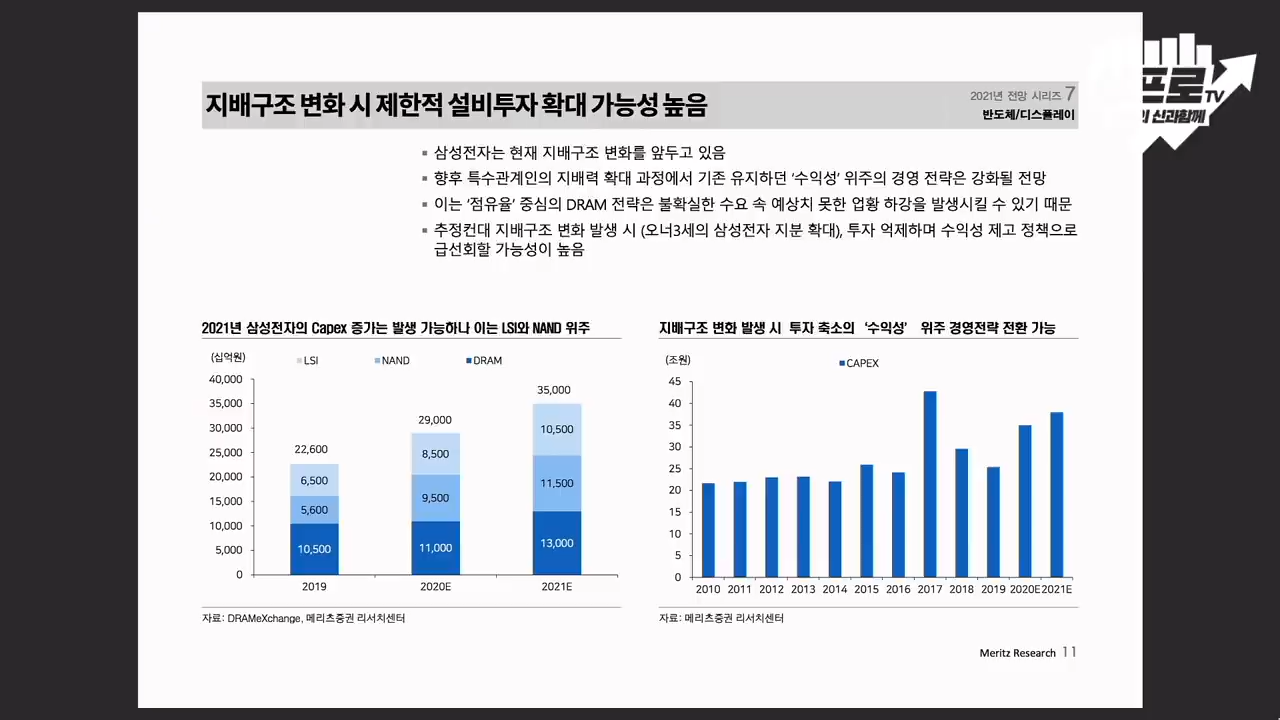 지배구조 변화 시 제한적 설비투자 확대 가능성 높음
2021년 전망 시리즈 7
반도체/디스플레이
프로TV
의 신과함께
▪ 삼성전자는 현재 지배구조 변화를 앞두고 있음
▪ 향후 특수관계인의 지배력 확대 과정에서 기존 유지하던 ‘수익성’ 위주의 경영 전략은 강화될 전망
▪ 이는 ‘점유율’ 중심의 DRAM 전략은 불확실한 수요 속 예상치 못한 업황 하강을 발생시킬 수 있기 때문
▪ 추정컨대 지배구조 변화 발생 시 (오너3세의 삼성전자 지분 확대), 투자 억제하며 수익성 제고 정책으로
급선회할 가능성이 높음
2021년 삼성전자의 Capex 증가는 발생 가능하나 이는 LSI와 NAND 위주
(십억원)
LSI NAND DRAM
40,000
35,000
30,000
25,000
20,000
15,000
10,000
5,000
0
22,600
6,500
5,600
10,500
29,000
8,500
9,500
11,000
35,000
10,500
11,500
13,000
2019 2020E 2021E
자료: DRAMeXchange, 메리츠증권 리서치센터
지배구조 변화 발생 시 투자 축소의 ‘수익성’ 위주 경영전략 전환 가능
(조원)
CAPEX
45
40
35
30
25
20
15
10
5
0
2010 2011 2012 2013 2014 2015 2016 2017 2018 2019 2020E 2021E
자료: 메리츠증권 리서치센터
Meritz Research 11